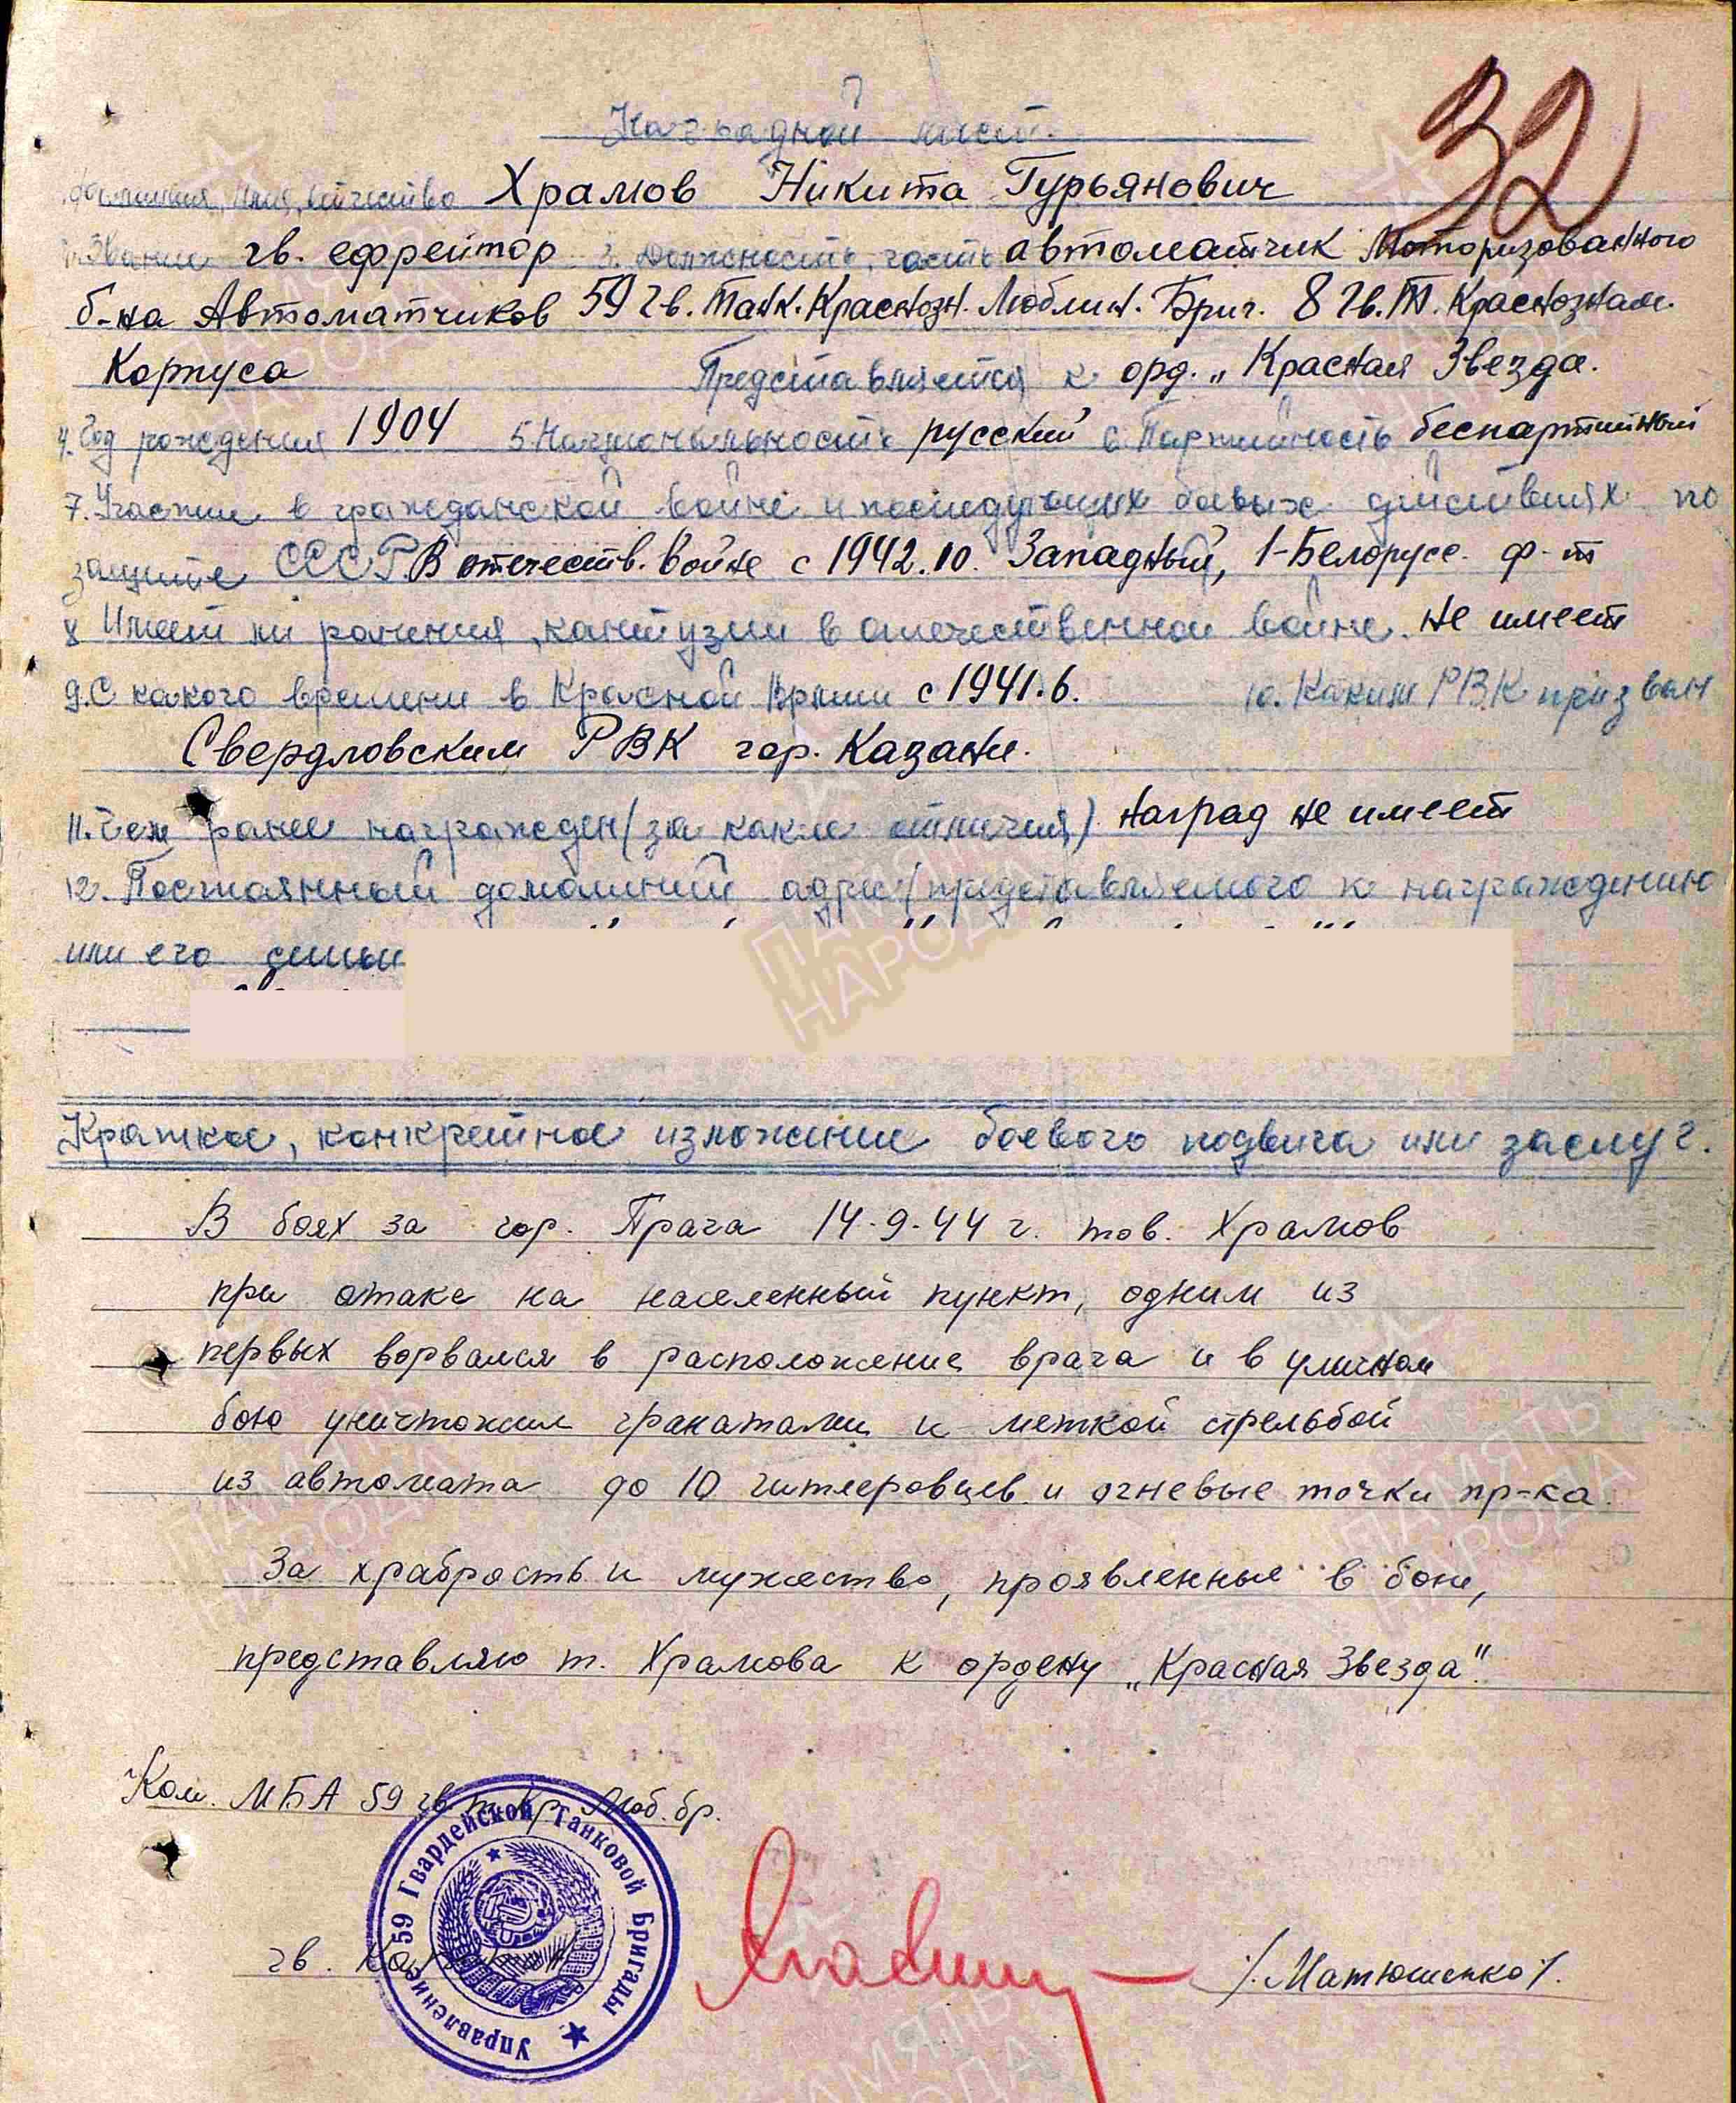 32
Наградной лист.
1. Фамилия, имя, отчество Храмов Никита Гурьянович
2. Звание гв. ефрейтор 3. Должность, часть автоматчик Моторизованного
б-на Автоматчиков 59 гв. Танк. Краснозн. Люблин. Бриг. 8 гв. Т. Краснознам.
Корпуса Представляется к орд. „Красная Звезда.
4. Год рождения 1904 5. Национальность русский 6. Партийность беспартийный
7. Участие в гражданской войне и последующих боевых действиях по
защите СССР. В отечеств. войне с 1942.10. Западный, 1-Белорусс. ф-т
8. Имеет ли ранения, контузии в отечественной войне. не имеет
9. С какого времени в Красной Армии с 1941.6. 10. Каким РВК призван
Свердловским РВК гор. Казани.
11. Чем ранее награжден (за какие отличия) наград не имеет
12. Постоянный домашний адрес представляемого к награждению
или его семьи
Краткое, конкретное изложение боевого подвига или заслуг.
В боях за гор. Прага 14.9.44 г. тов. Храмов
при атаке на населенный пункт, одним из
первых ворвался в расположение врага и в уличном
бою уничтожил гранатами и меткой стрельбой
из автомата до 10 гитлеровцев и огневые точки пр-ка.
За храбрость и мужество, проявленные в бою,
представляю т. Храмова к ордену „Красная Звезда".
Ком. МБА 59 гв. т. Кр. Люб. бр.
Управление 59 Гвардейской Танковой Бригады
гв. /Матюшенко/.
ПАМЯТЬ НАРОДА